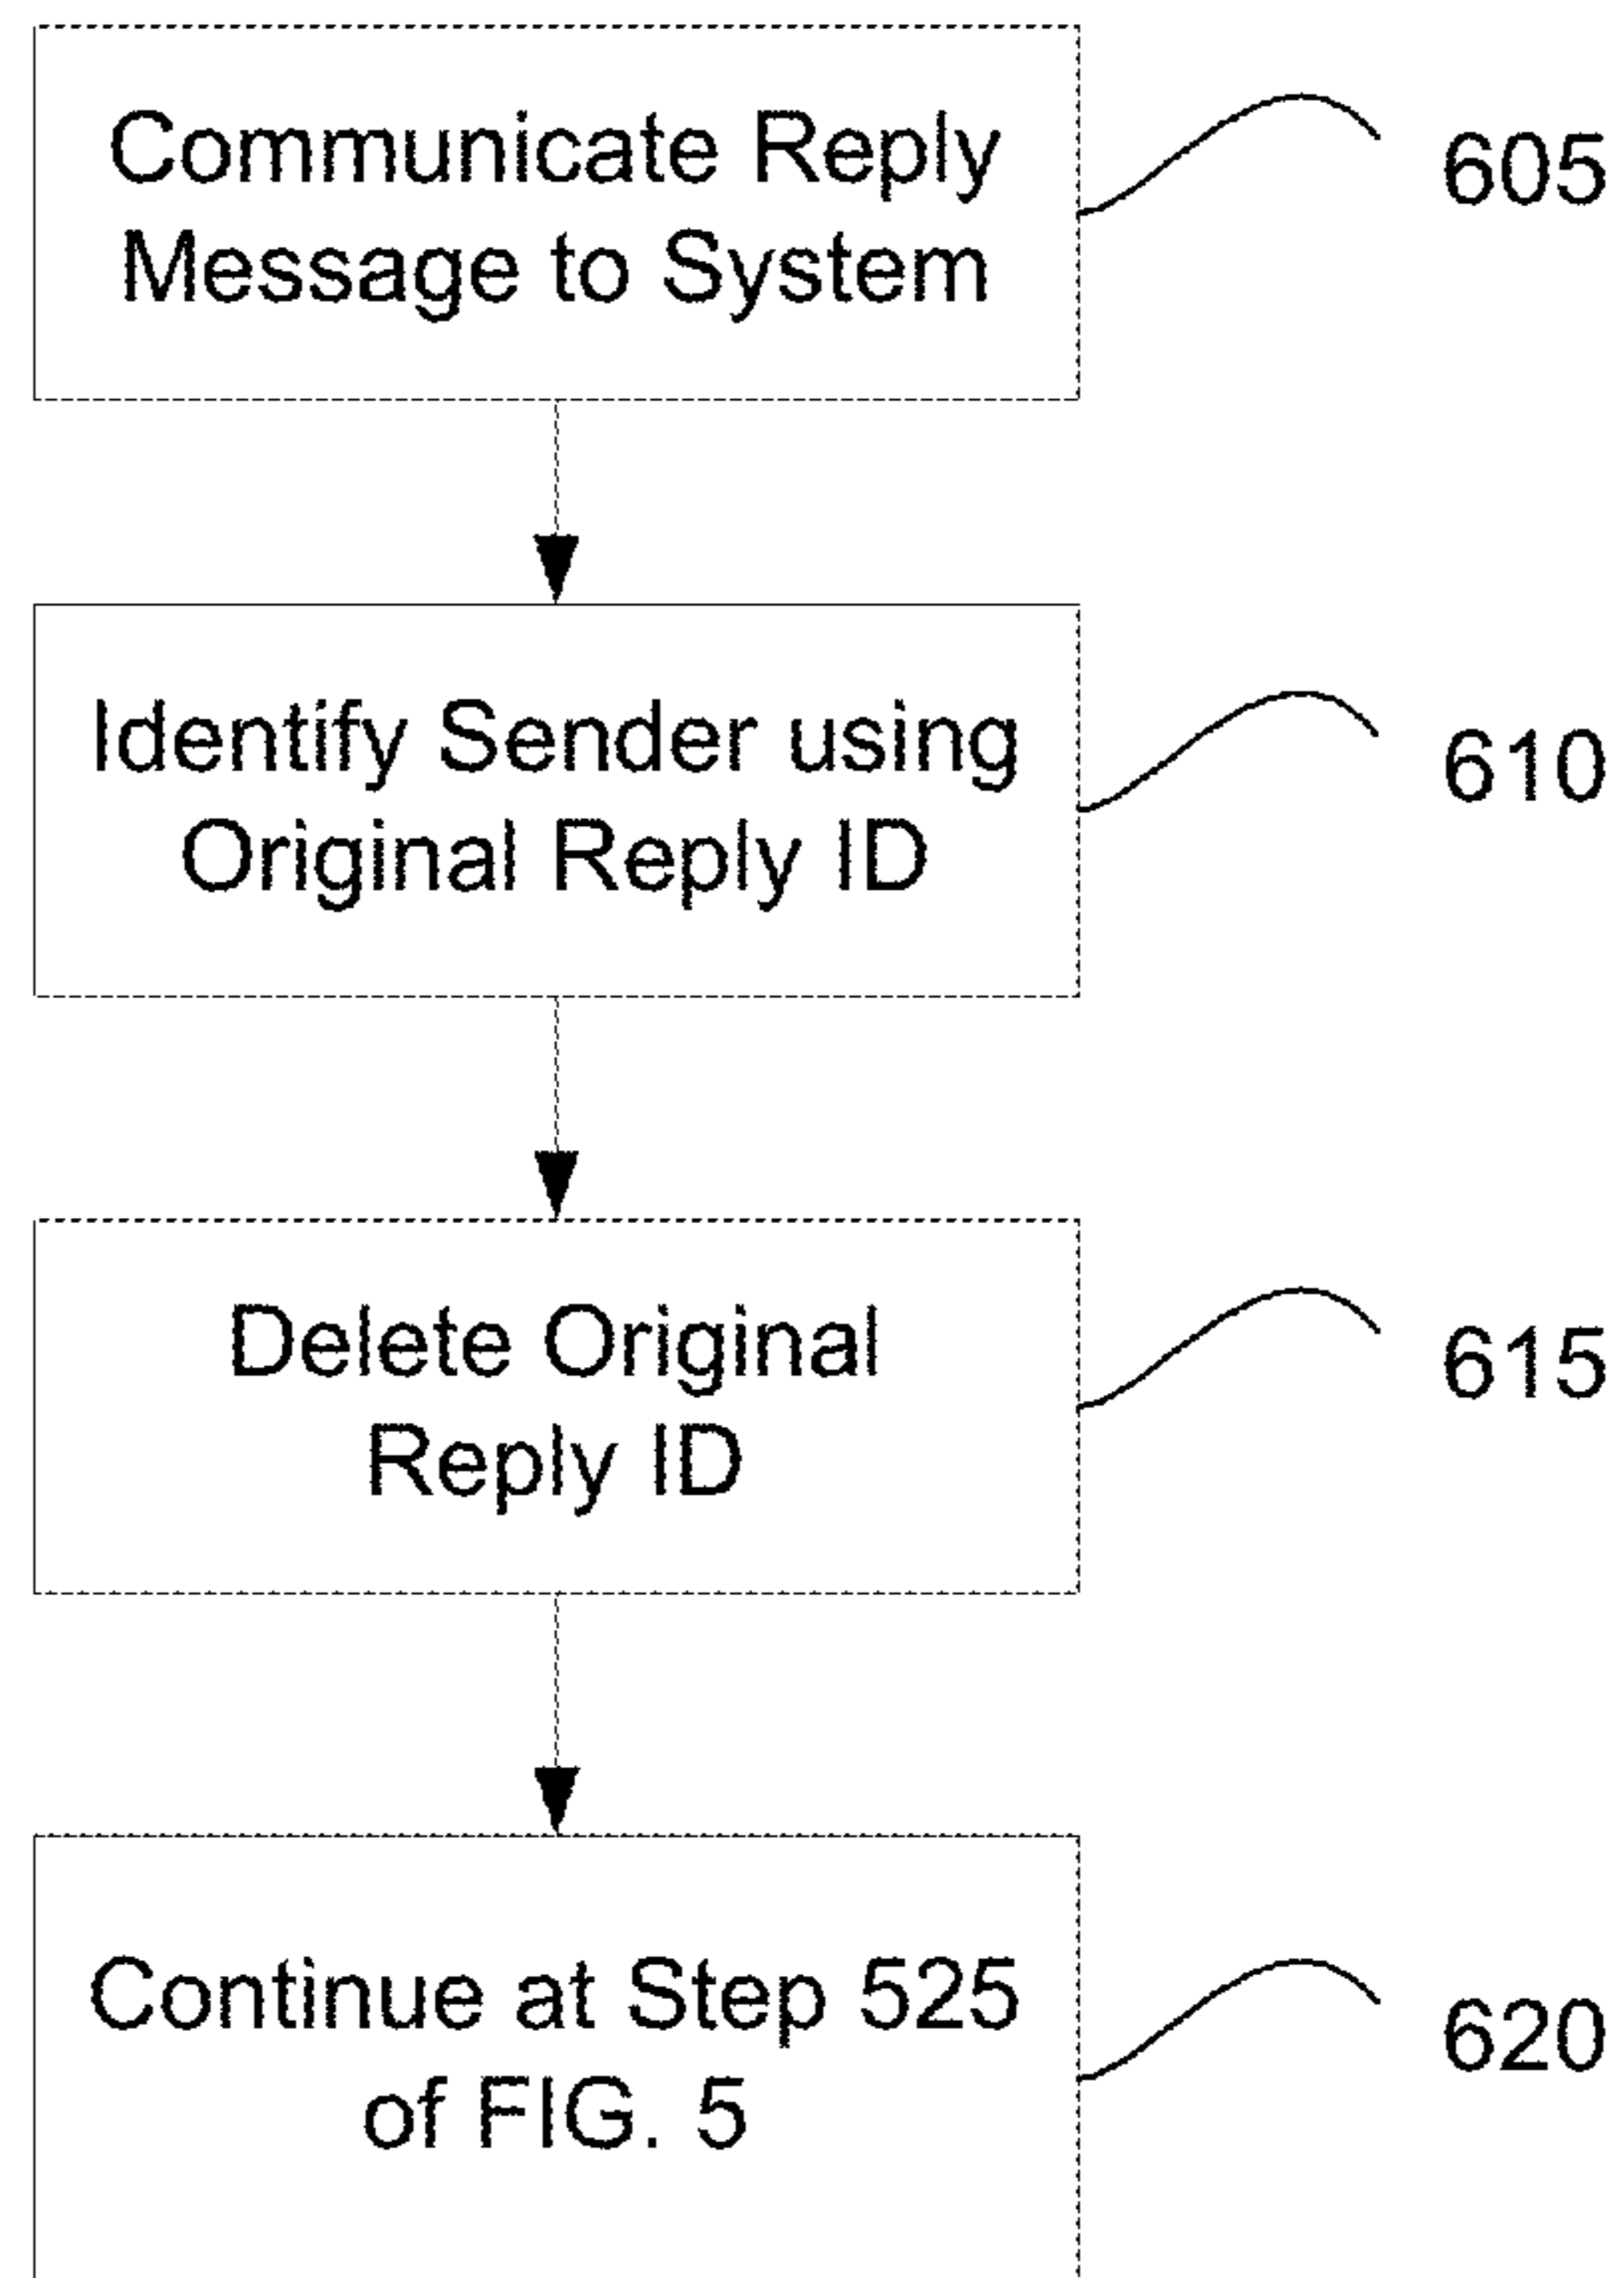 Communicate Reply
Message to System
605
Identify Sender using
Original Reply ID
610
Delete Original
Reply ID
615
Continue at Step 525
of FIG. 5
620